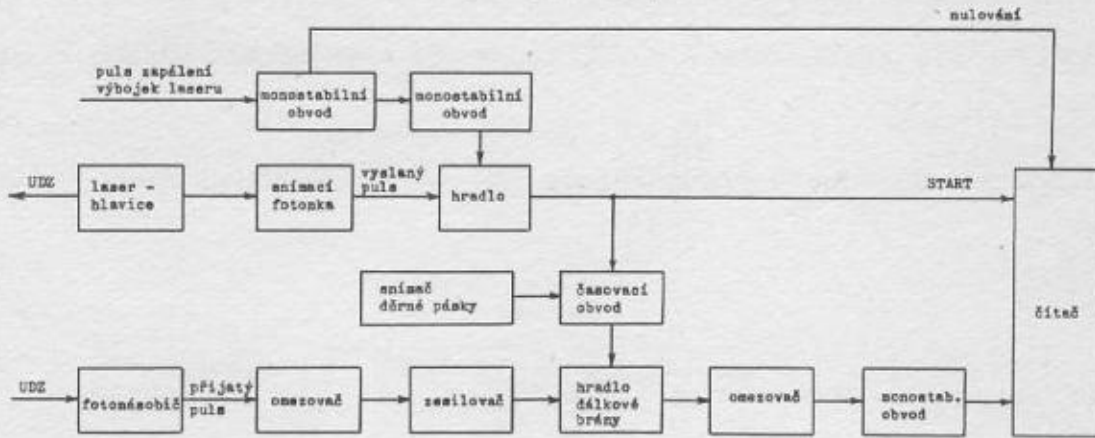 nulování
puls zapálení
výbojek laseru
monostabilní
obvod
monostabilní
obvod
UDZ
laser -
hlavice
snímací
fotonka
vyslaný
puls
hradlo
START
snímač
děrné pásky
časovací
obvod
čítač
UDZ
fotonásobič
přijatý
puls
omezovač
zesilovač
hradlo
dálkové
brány
omezovač
monostab.
obvod